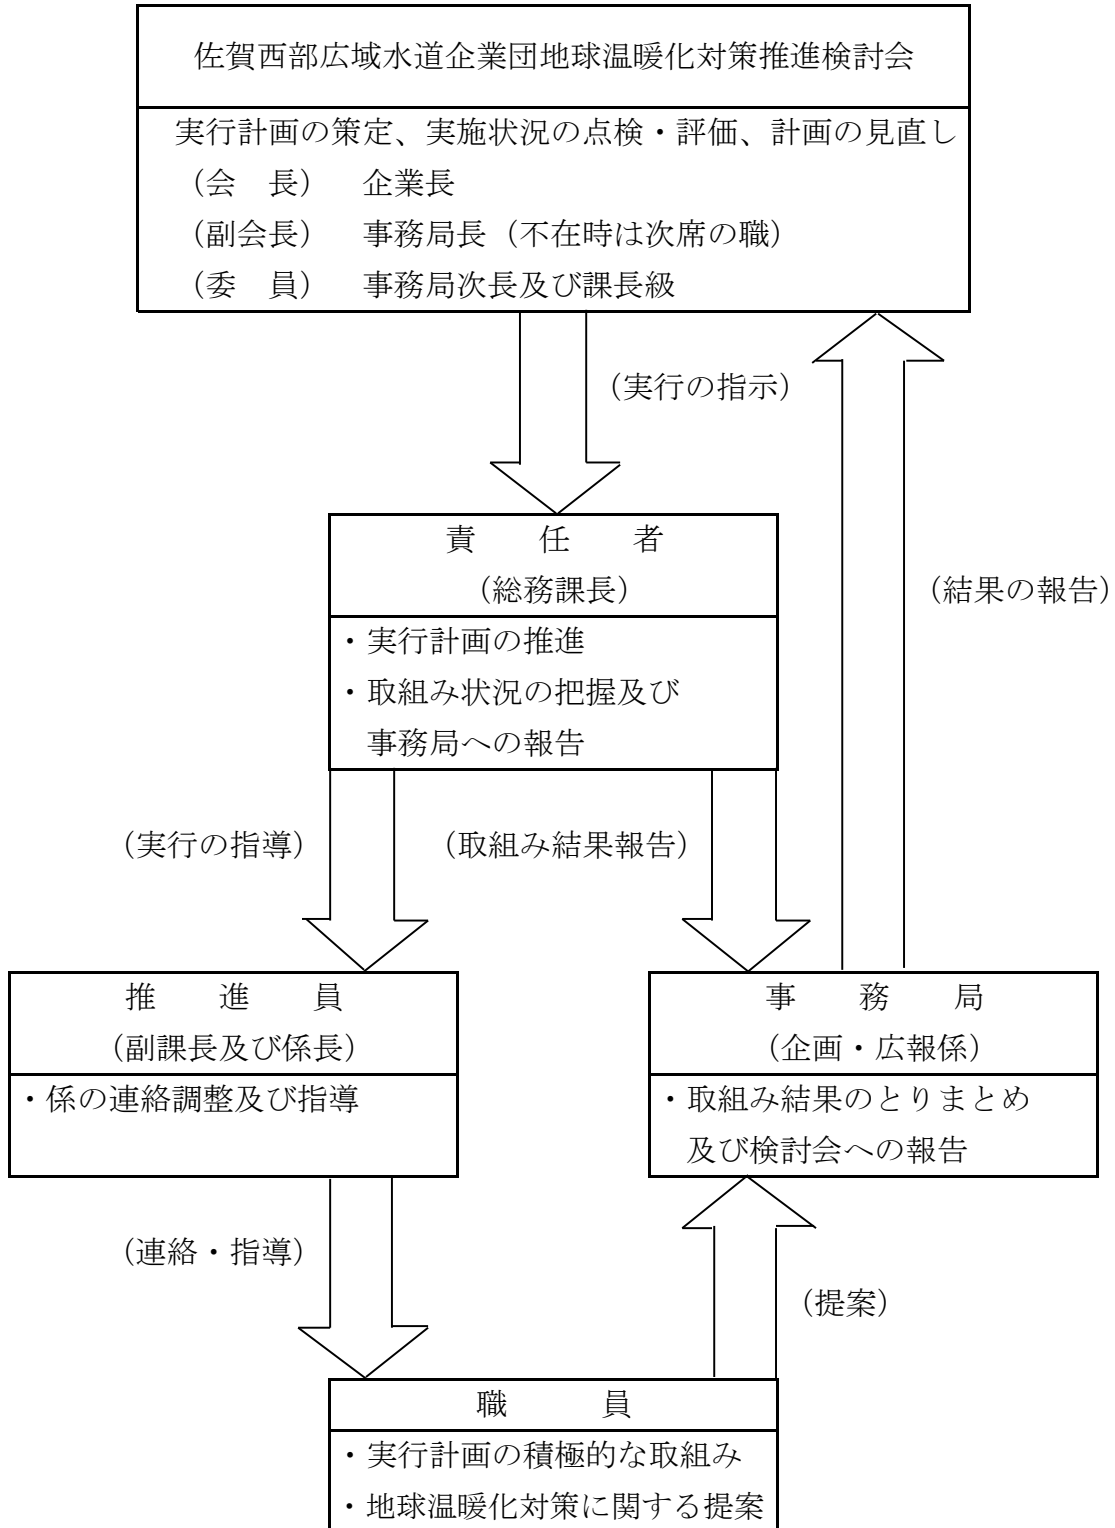 佐賀西部広域水道企業団地球温暖化対策推進検討会
実行計画の策定、実施状況の点検・評価、計画の見直し
（会　長）　企業長
（副会長）　事務局長（不在時は次席の職）
（委　員）　事務局次長及び課長級
（実行の指示）
責　任　者
（総務課長）
（結果の報告）
・実行計画の推進
・取組み状況の把握及び
事務局への報告
（実行の指導）
（取組み結果報告）
推　進　員
（副課長及び係長）
・係の連絡調整及び指導
事　務　局
（企画・広報係）
・取組み結果のとりまとめ
及び検討会への報告
（連絡・指導）
（提案）
職　員
・実行計画の積極的な取組み
・地球温暖化対策に関する提案